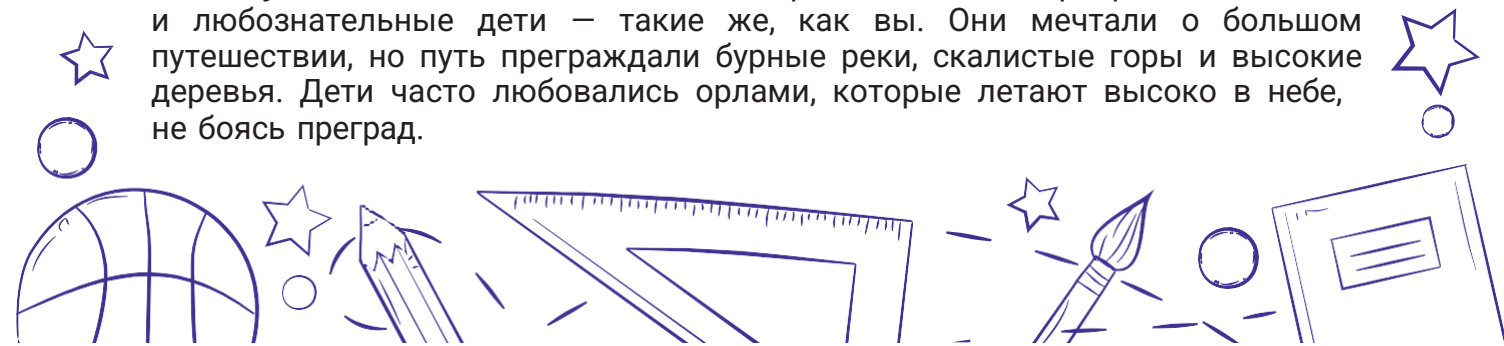 и любознательные дети — такие же, как вы. Они мечтали о большом
путешествии, но путь преграждали бурные реки, скалистые горы и высокие
деревья. Дети часто любовались орлами, которые летают высоко в небе,
не боясь преград.